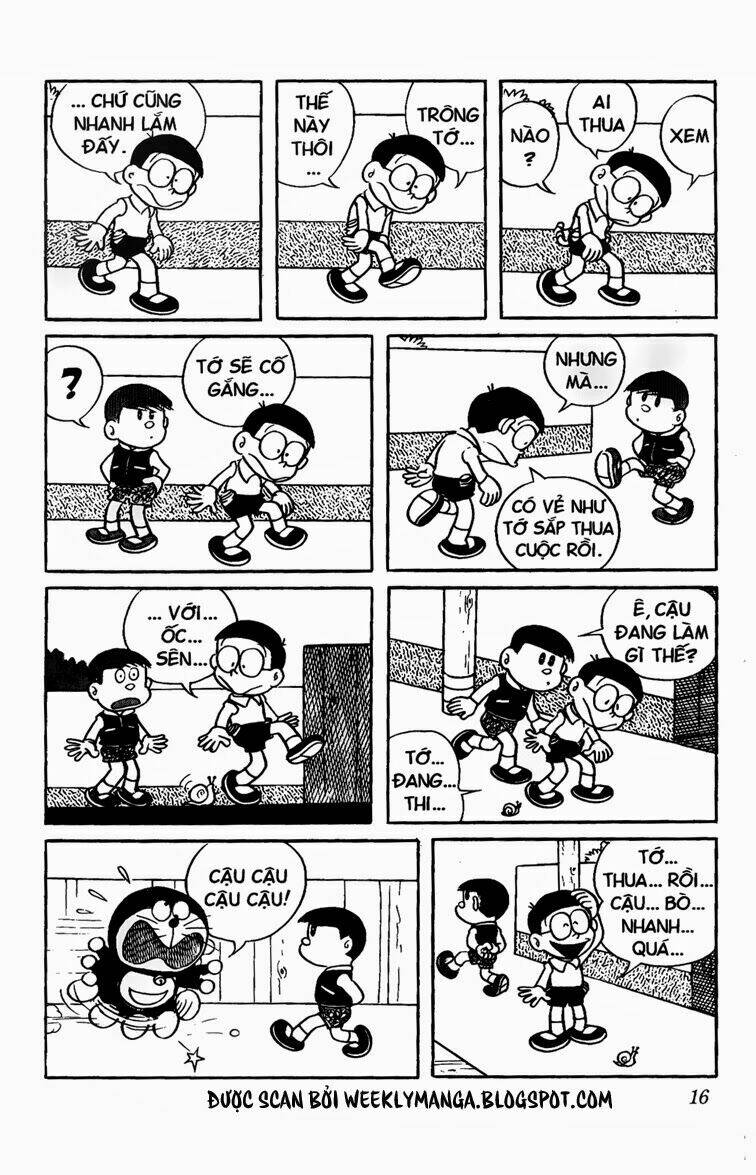 XEM
AI
THUA
NÀO
?
TRÔNG
TỚ...
THẾ
NÀY
THÔI
...
... CHỨ CŨNG
NHANH LẮM
ĐẤY.
NHƯNG
MÀ...
CÓ VẺ NHƯ
TỚ SẮP THUA
CUỘC RỒI.
TỚ SẼ CỐ
GẮNG...
?
Ê, CẬU
ĐANG LÀM
GÌ THẾ?
TỚ...
ĐANG...
THI...
... VỚI...
ỐC...
SÊN...
TỚ...
THUA... RỒI...
CẬU... BÒ...
NHANH...
QUÁ...
CẬU CẬU
CẬU CẬU!
ĐƯỢC SCAN BỞI WEEKLYMANGA.BLOGSPOT.COM
16